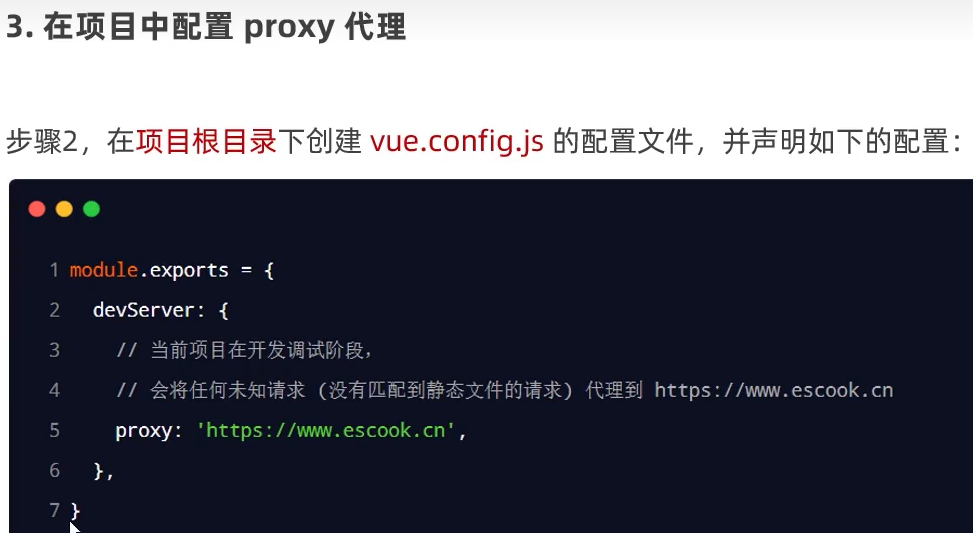 3. 在项目中配置 proxy 代理
步骤2，在项目根目录下创建 vue.config.js 的配置文件，并声明如下的配置：
1 module.exports = {
2 devServer: {
3 // 当前项目在开发调试阶段，
4 // 会将任何未知请求 (没有匹配到静态文件的请求) 代理到 https://www.escook.cn
5 proxy: 'https://www.escook.cn',
6 },
7 }